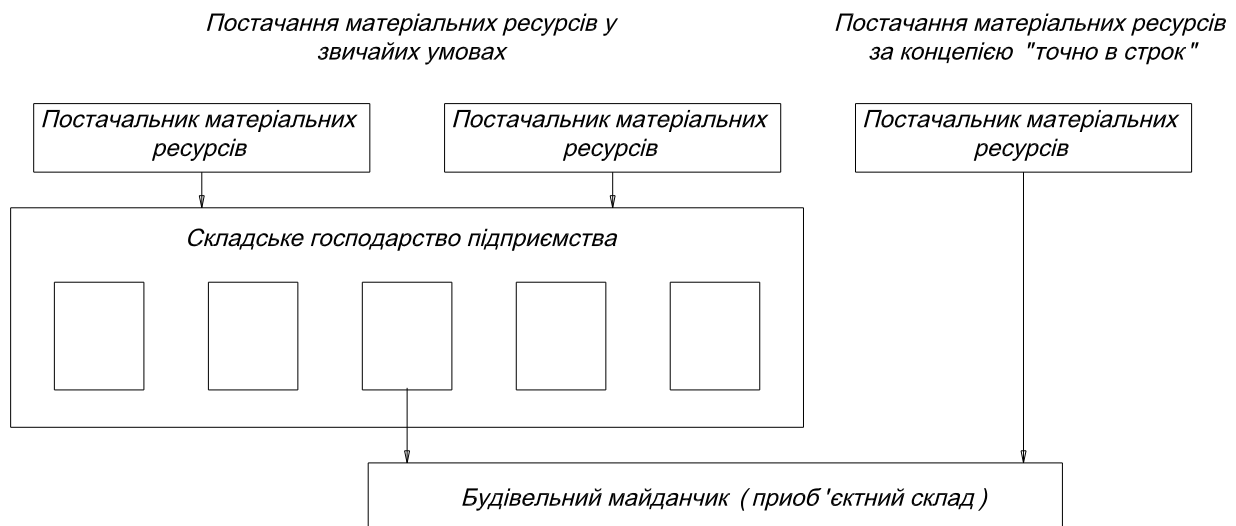 Постачання матеріальних ресурсів у
звичайих умовах
Постачання матеріальних ресурсів
за концепією "точно в строк"
Постачальник матеріальних
ресурсів
Постачальник матеріальних
ресурсів
Постачальник матеріальних
ресурсів
Складське господарство підприємства
Будівельний майданчик ( приоб 'єктний склад )